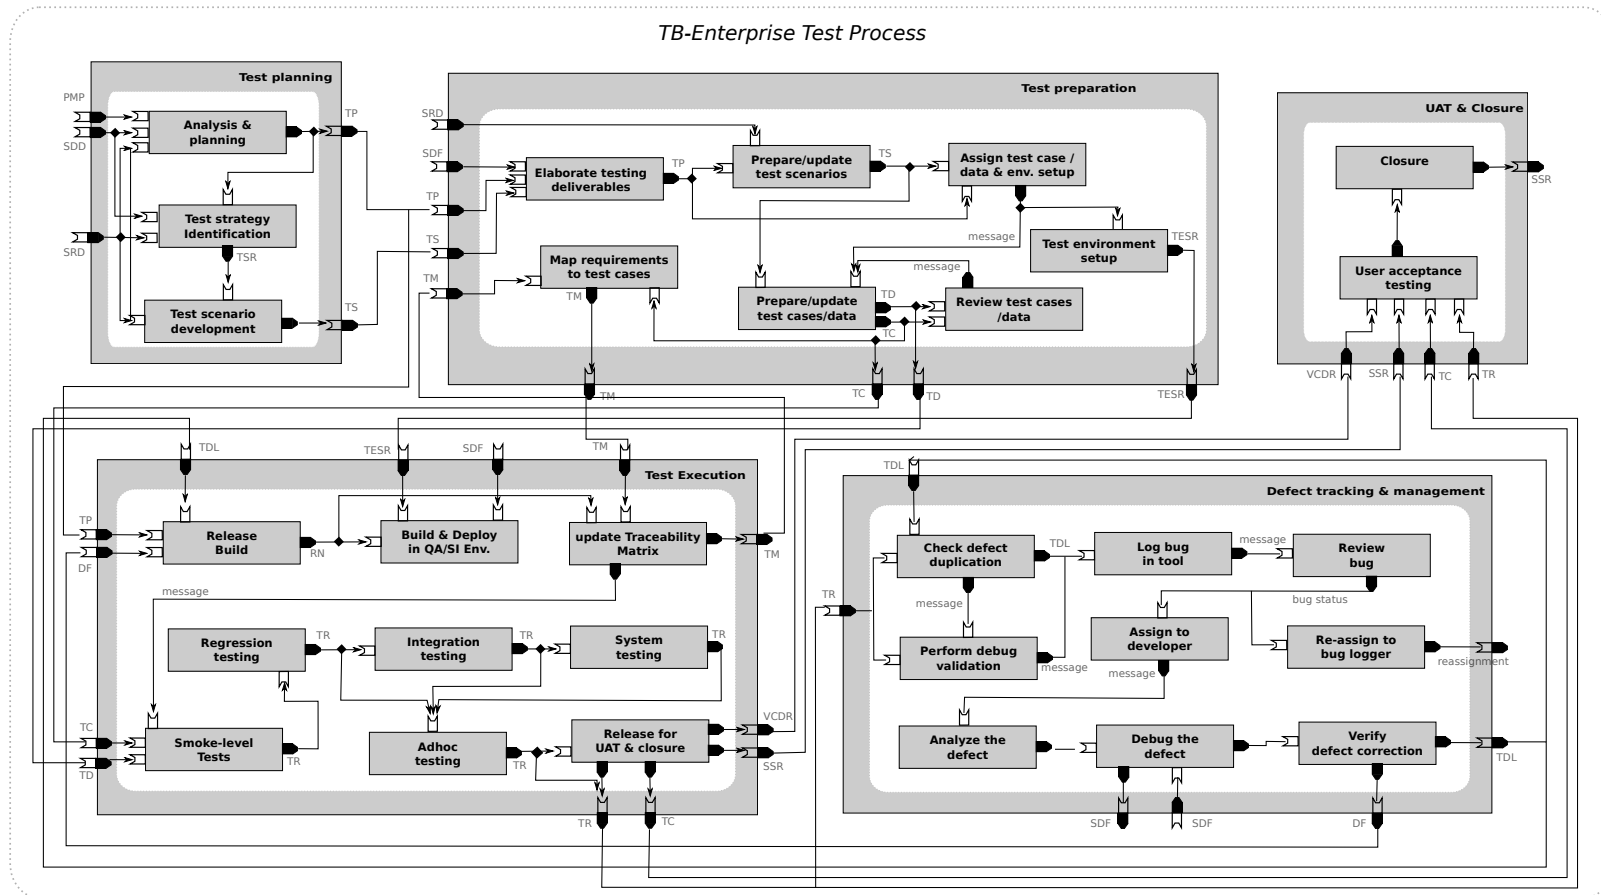 TB-Enterprise Test Process
Test planning
PMP
SDD
SRD
Analysis &
planning
TP
Test strategy
Identification
TSR
Test scenario
development
TS
Test preparation
SRD
SDF
TP
TS
TM
Elaborate testing
deliverables
TP
Prepare/update
test scenarios
TS
Assign test case /
data & env. setup
message
Test environment
setup
TESR
Map requirements
to test cases
TM
message
Prepare/update
test cases/data
TD
TC
Review test cases
/data
TM
TC
TD
TESR
UAT & Closure
Closure
SSR
User acceptance
testing
VCDR
SSR
TC
TR
Test Execution
TDL
TESR
SDF
TM
TP
DF
Release
Build
RN
Build & Deploy
in QA/SI Env.
update Traceability
Matrix
TM
message
Regression
testing
TR
Integration
testing
TR
System
testing
TR
TC
TD
Smoke-level
Tests
TR
Adhoc
testing
TR
Release for
UAT & closure
VCDR
SSR
TR
TC
Defect tracking & management
TDL
TR
Check defect
duplication
TDL
Log bug
in tool
message
Review
bug
message
bug status
Perform debug
validation
message
Assign to
developer
message
Re-assign to
bug logger
reassignment
Analyze the
defect
Debug the
defect
Verify
defect correction
TDL
SDF
SDF
DF